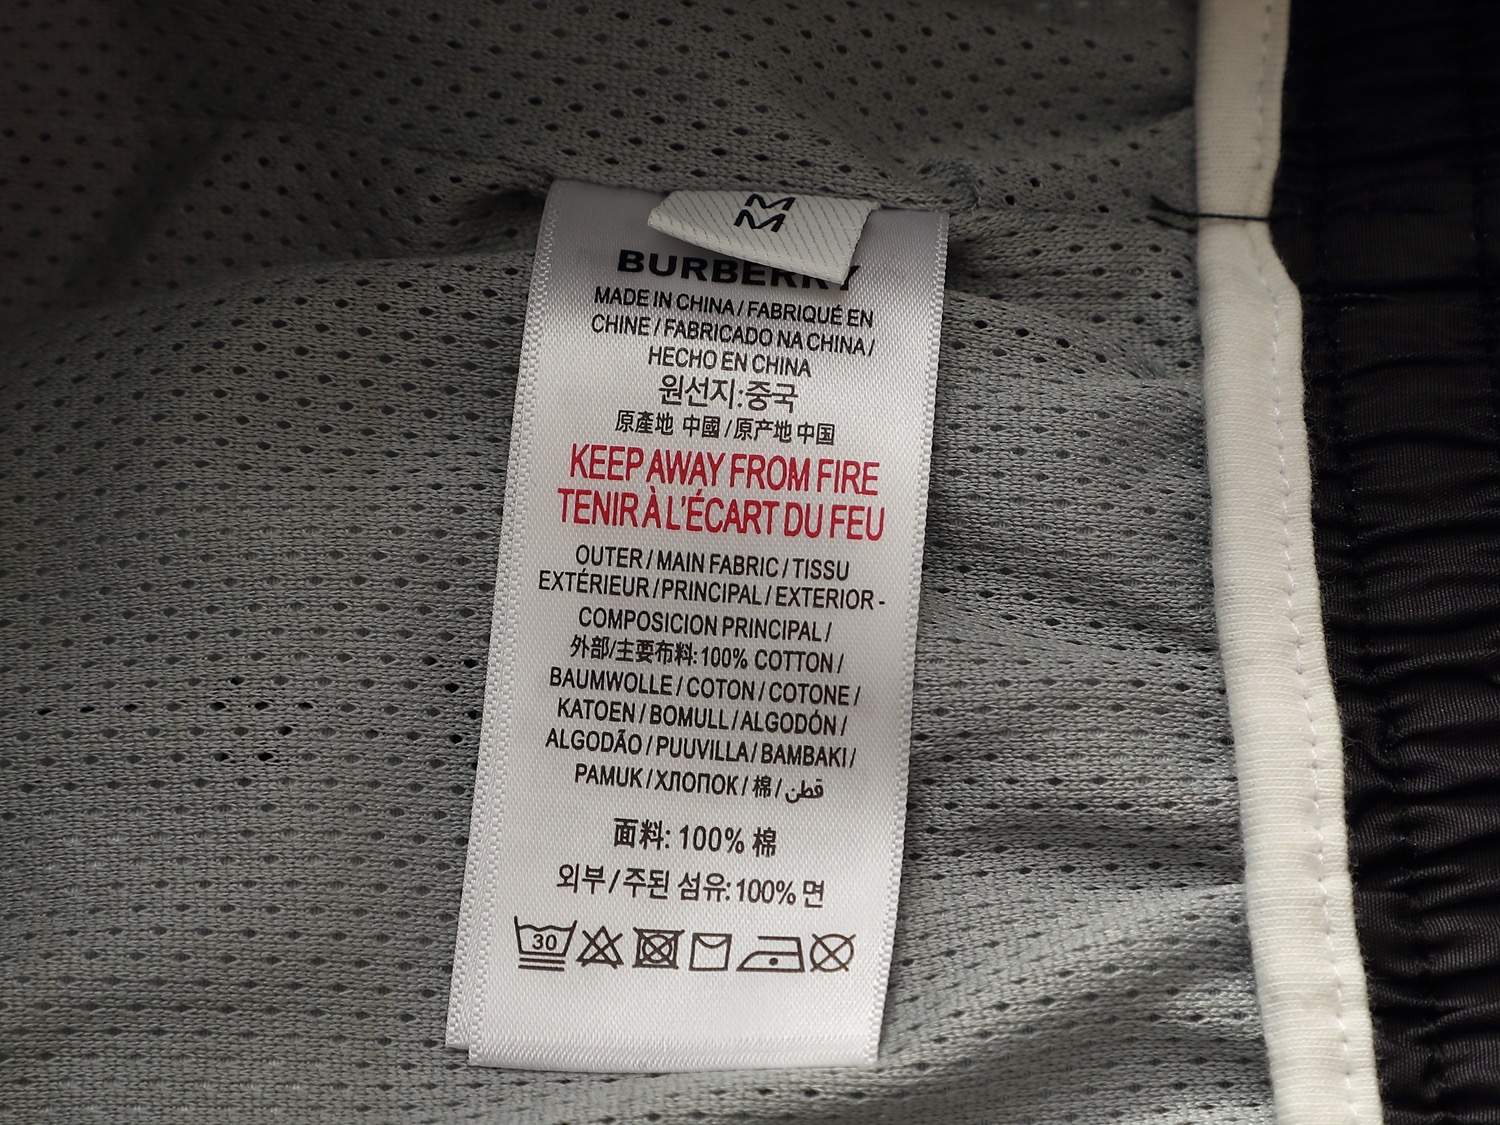 M
M
BURBERRY
MADE IN CHINA / FABRIQUÉ EN
CHINE / FABRICADO NA CHINA /
HECHO EN CHINA
원선지:중국
原產地 中國 / 原产地 中国
KEEP AWAY FROM FIRE
TENIR À L'ÉCART DU FEU
OUTER / MAIN FABRIC / TISSU
EXTÉRIEUR / PRINCIPAL / EXTERIOR -
COMPOSICION PRINCIPAL /
外部/主要布料: 100% COTTON /
BAUMWOLLE / COTON / COTONE /
KATOEN / BOMULL / ALGODÓN /
ALGODÃO / PUUVILLA / BAMBAKI /
PAMUK / ХЛОПОК / 棉 / قطن
面料: 100% 棉
외부 / 주된 섬유: 100% 면
30